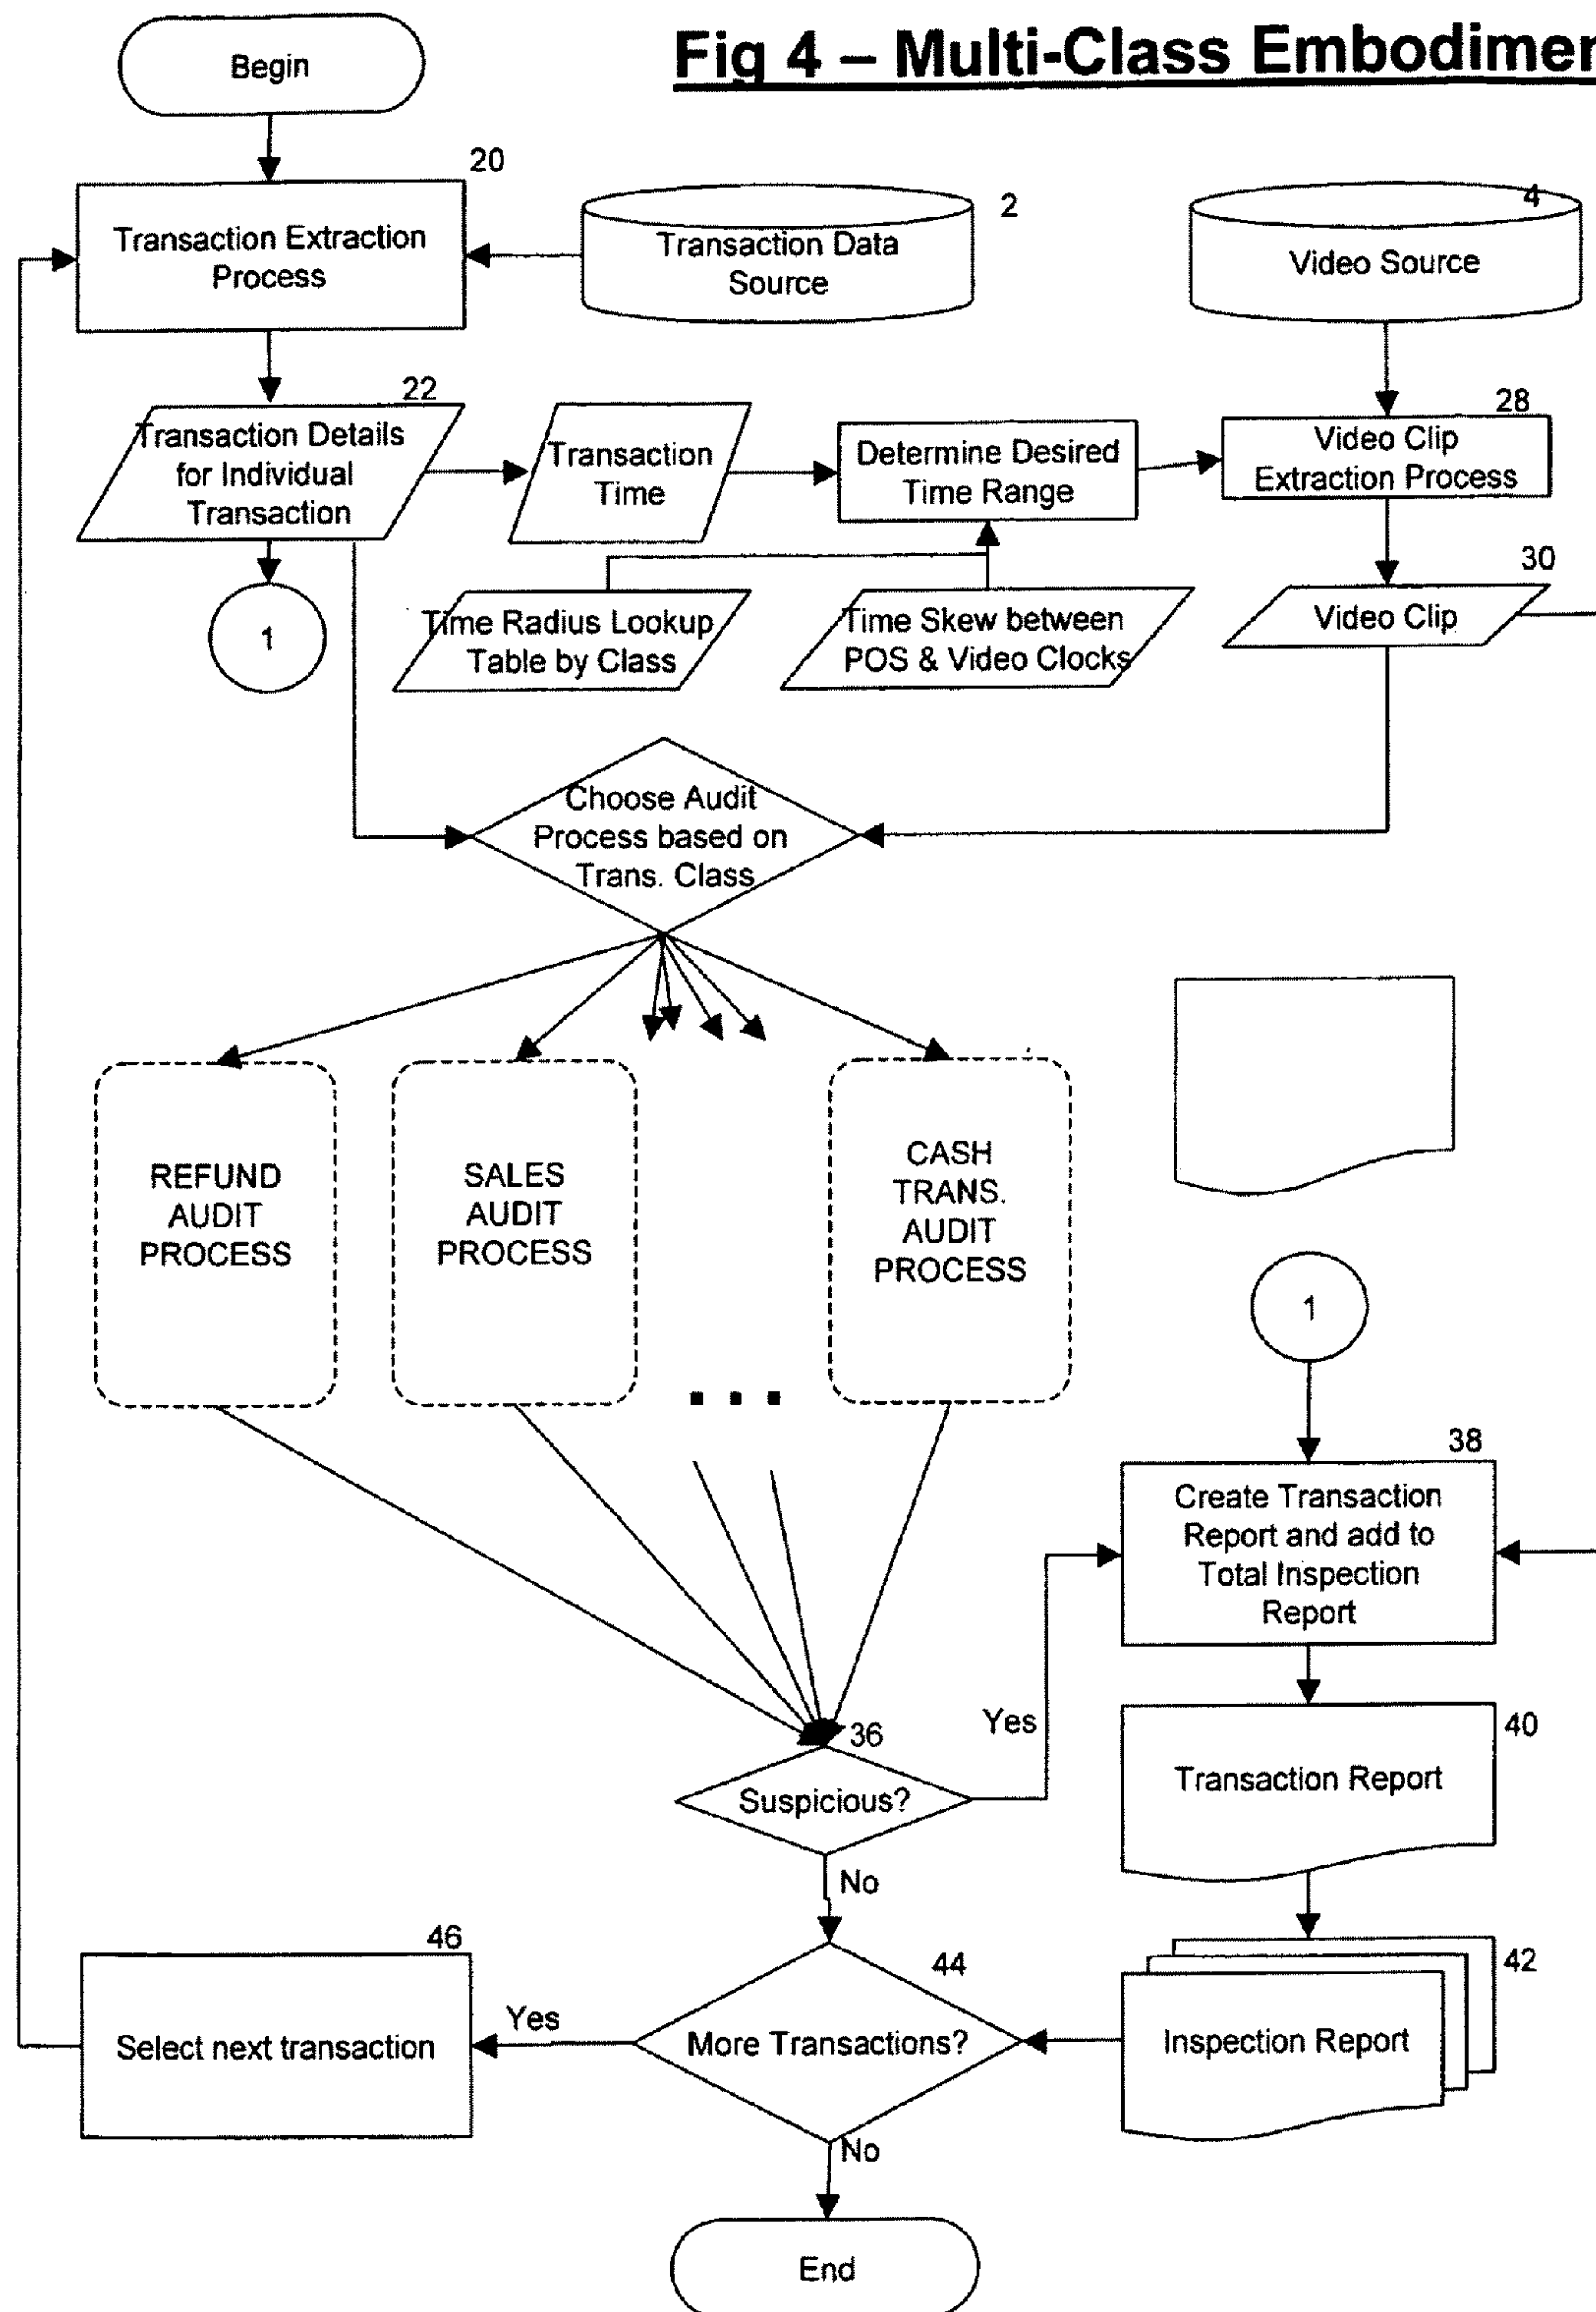 Fig 4 – Multi-Class Embodimen
Begin
20
Transaction Extraction
Process
2
Transaction Data
Source
4
Video Source
22
Transaction Details
for Individual
Transaction
Transaction
Time
Determine Desired
Time Range
28
Video Clip
Extraction Process
1
Time Radius Lookup
Table by Class
Time Skew between
POS & Video Clocks
30
Video Clip
Choose Audit
Process based on
Trans. Class
REFUND
AUDIT
PROCESS
SALES
AUDIT
PROCESS
. . .
CASH
TRANS.
AUDIT
PROCESS
1
38
Create Transaction
Report and add to
Total Inspection
Report
36
Suspicious?
Yes
No
40
Transaction Report
42
Inspection Report
44
More Transactions?
Yes
No
46
Select next transaction
End